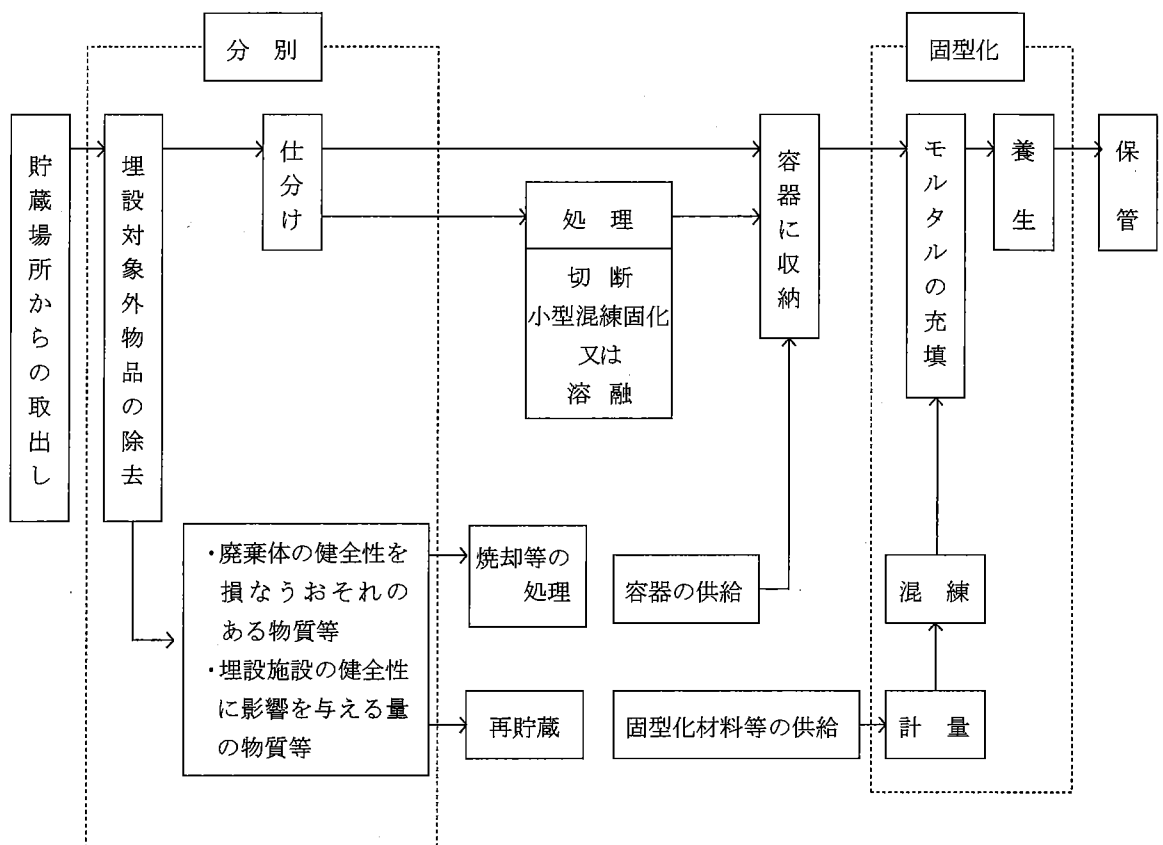 分別
固型化
貯蔵場所からの取出し
埋設対象外物品の除去
仕分け
処理
切断
小型混練固化
又は
溶融
容器に収納
モルタルの充填
養生
保管
・廃棄体の健全性を
損なうおそれの
ある物質等
・埋設施設の健全性
に影響を与える量
の物質等
焼却等の
処理
再貯蔵
容器の供給
固型化材料等の供給
混練
計量